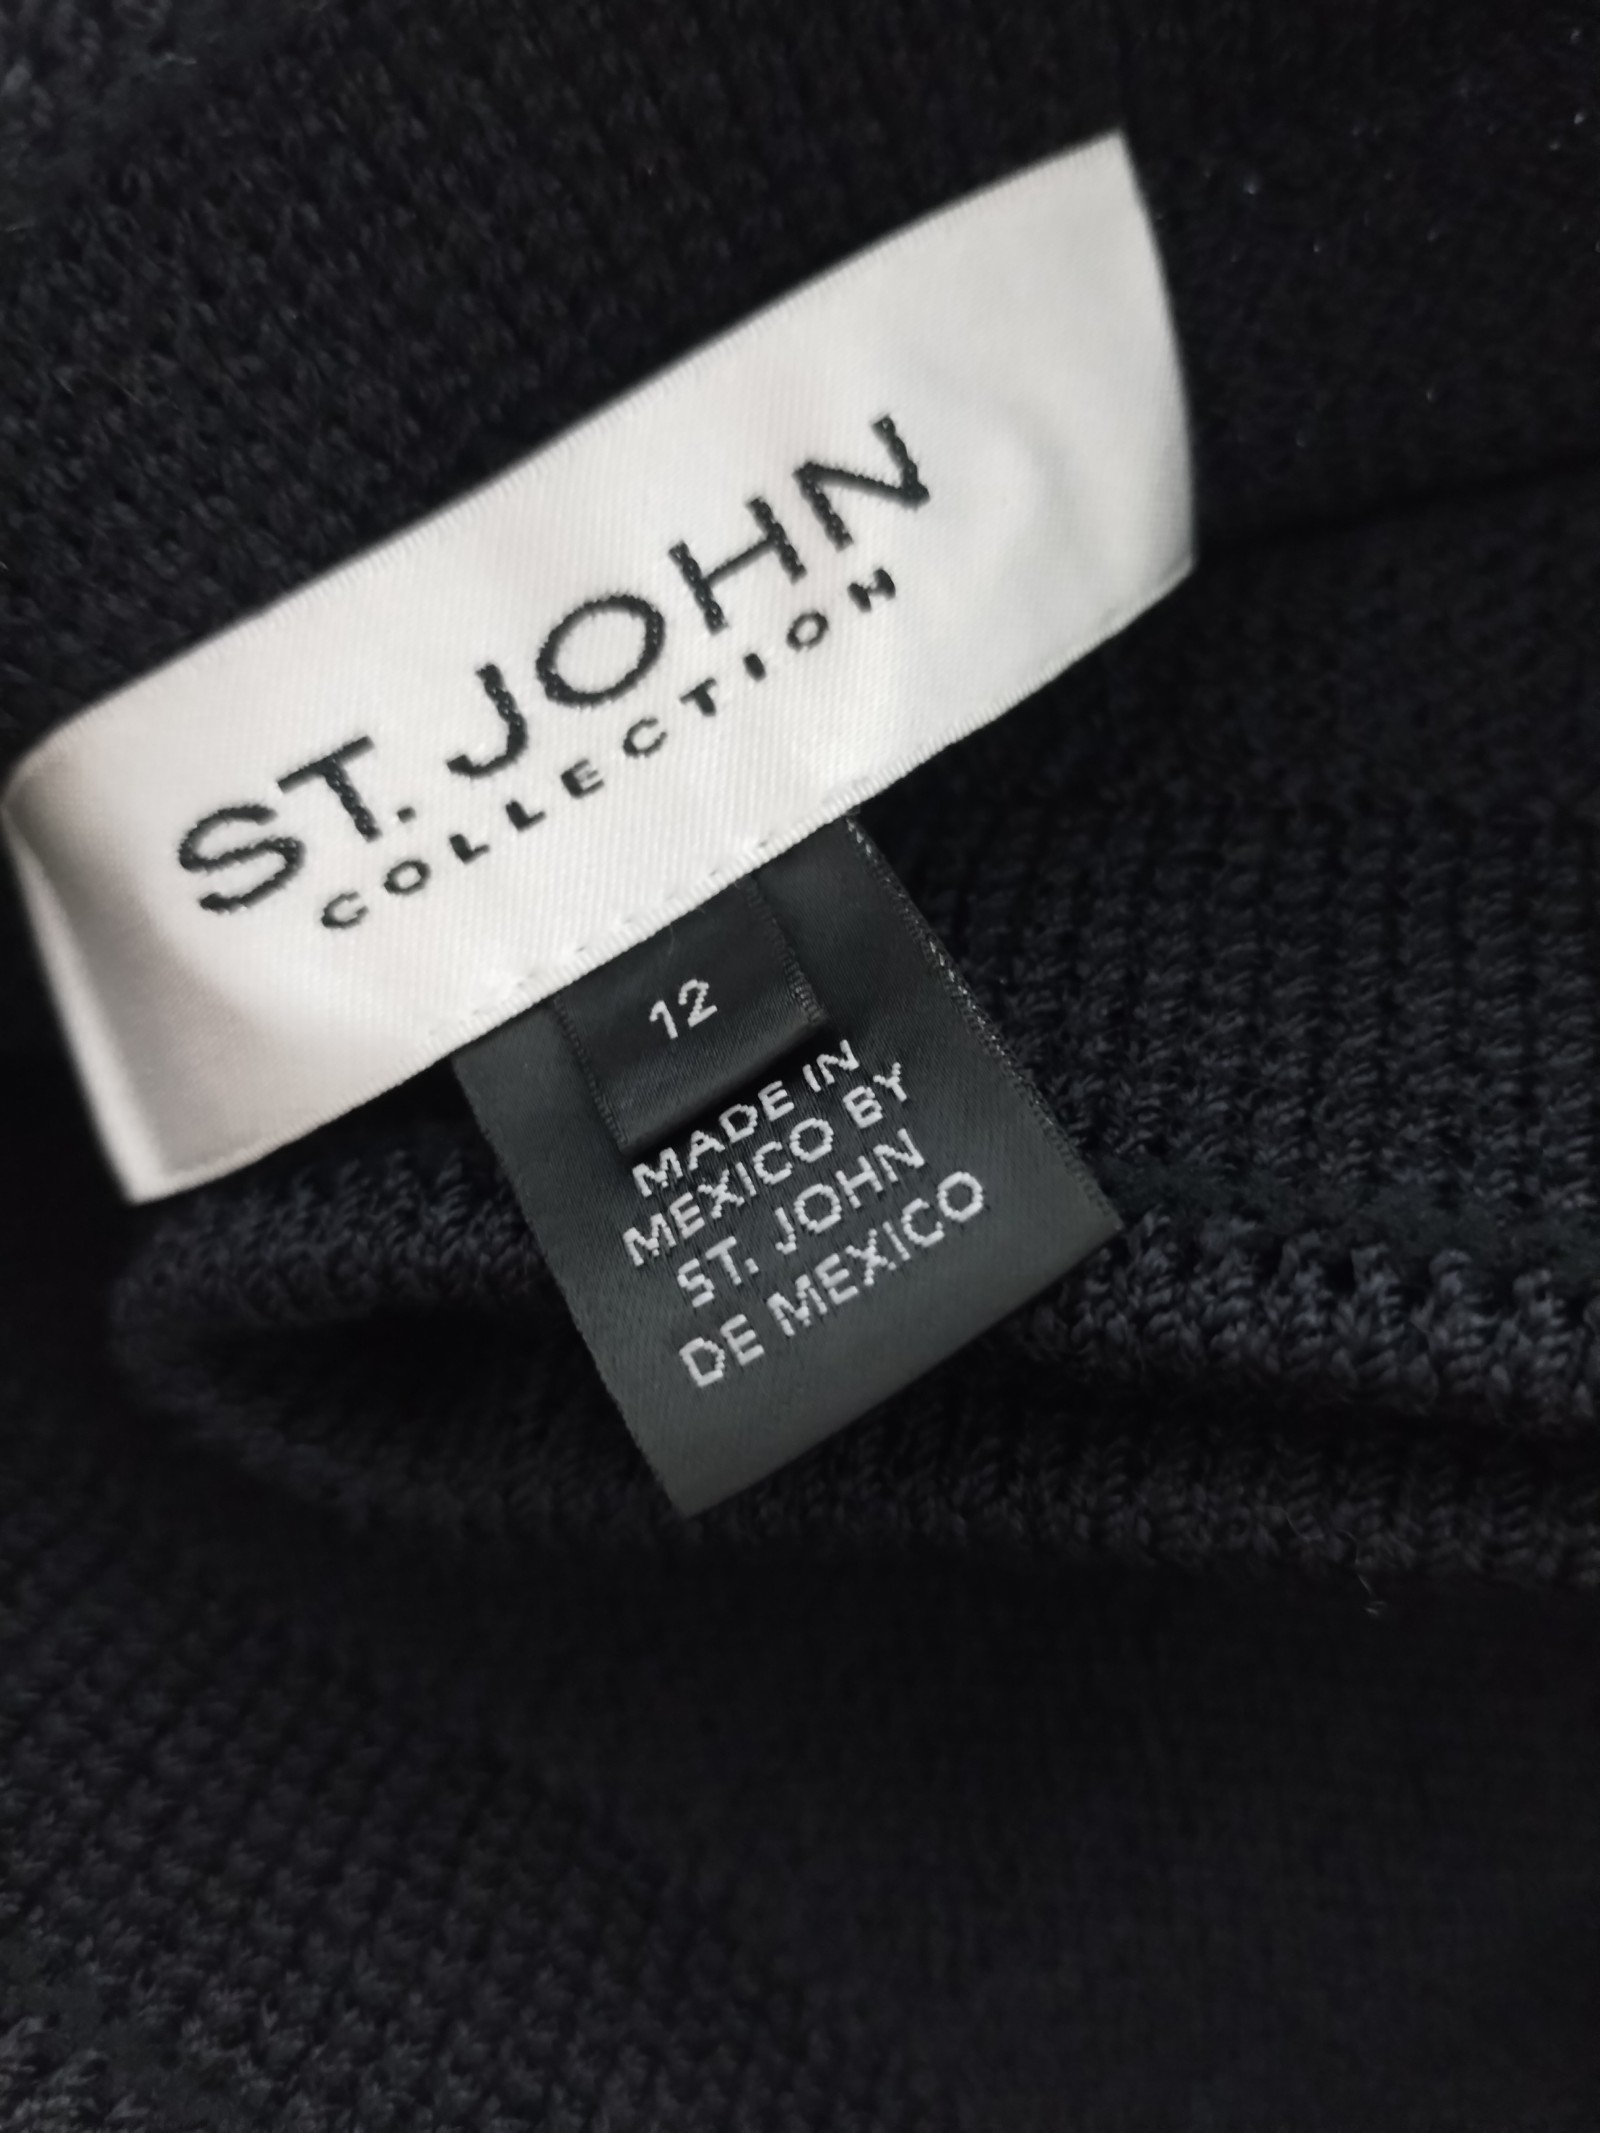 ST. JOHN
COLLECTION
12
MADE IN
MEXICO BY
ST. JOHN
DE MEXICO